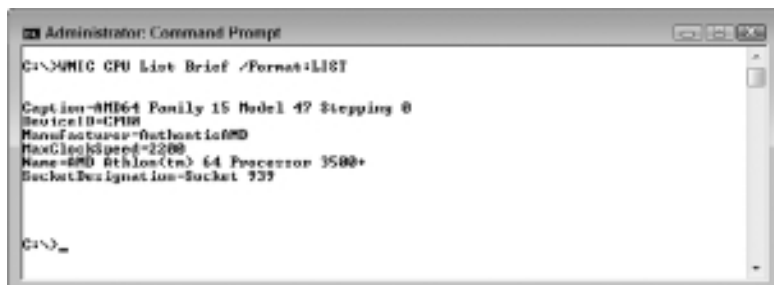 Administrator: Command Prompt
C:\>WMIC CPU List Brief /Format:LIST
Caption=AMD64 Family 15 Model 47 Stepping 0
DeviceID=CPU0
Manufacturer=AuthenticAMD
MaxClockSpeed=2200
Name=AMD Athlon(tm) 64 Processor 3500+
SocketDesignation=Socket 939
C:\>_